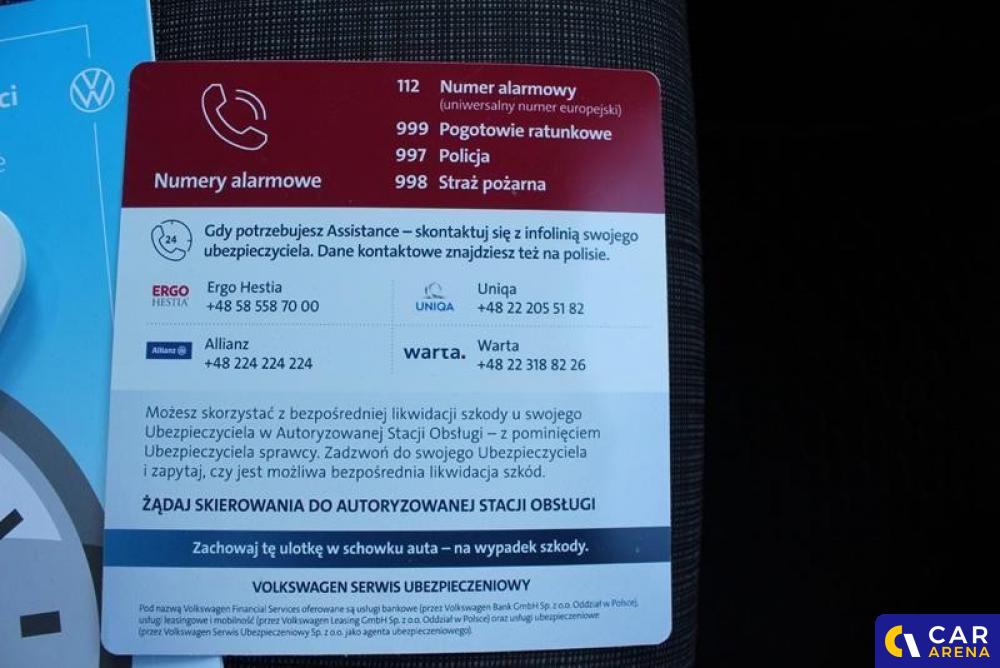 ci
e
112 Numer alarmowy
(uniwersalny numer europejski)
999 Pogotowie ratunkowe
997 Policja
998 Straż pożarna
Numery alarmowe
24
Gdy potrzebujesz Assistance – skontaktuj się z infolinią swojego
ubezpieczyciela. Dane kontaktowe znajdziesz też na polisie.
ERGO
HESTIA
Ergo Hestia
+48 58 558 70 00
UNIQA
Uniqa
+48 22 205 51 82
Allianz
Allianz
+48 224 224 224
warta.
Warta
+48 22 318 82 26
Możesz skorzystać z bezpośredniej likwidacji szkody u swojego
Ubezpieczyciela w Autoryzowanej Stacji Obsługi – z pominięciem
Ubezpieczyciela sprawcy. Zadzwoń do swojego Ubezpieczyciela
i zapytaj, czy jest możliwa bezpośrednia likwidacja szkód.
ŻĄDAJ SKIEROWANIA DO AUTORYZOWANEJ STACJI OBSŁUGI
Zachowaj tę ulotkę w schowku auta – na wypadek szkody.
VOLKSWAGEN SERWIS UBEZPIECZENIOWY
Pod nazwą Volkswagen Financial Services oferowane są usługi bankowe (przez Volkswagen Bank GmbH Sp. z o.o. Oddział w Polsce),
usługi leasingowe i mobilność (przez Volkswagen Leasing GmbH Sp. z o.o. Oddział w Polsce) oraz usługi ubezpieczeniowe
(przez Volkswagen Serwis Ubezpieczeniowy Sp. z o.o. jako agenta ubezpieczeniowego).
CAR
ARENA